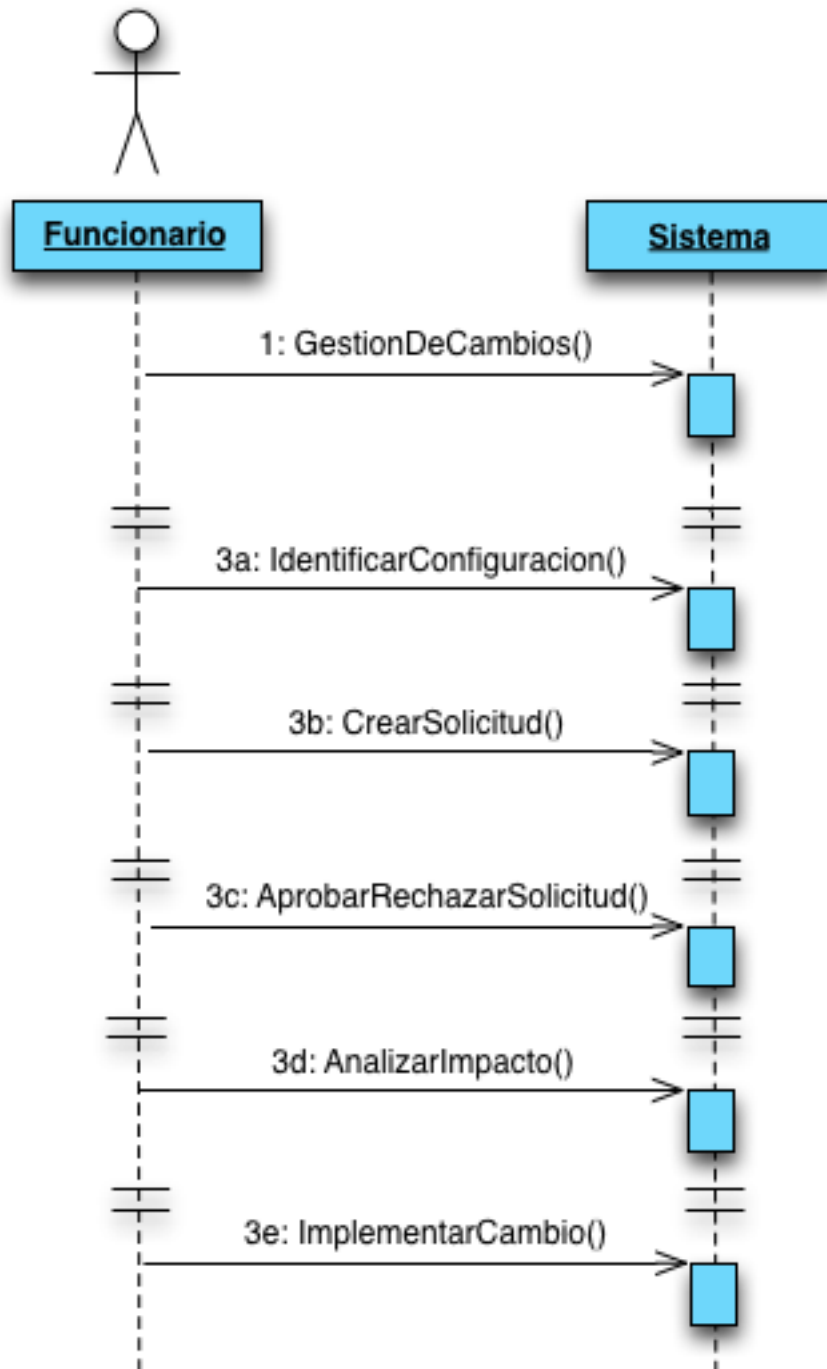 Funcionario
Sistema
1: GestionDeCambios()
3a: IdentificarConfiguracion()
3b: CrearSolicitud()
3c: AprobarRechazarSolicitud()
3d: AnalizarImpacto()
3e: ImplementarCambio()